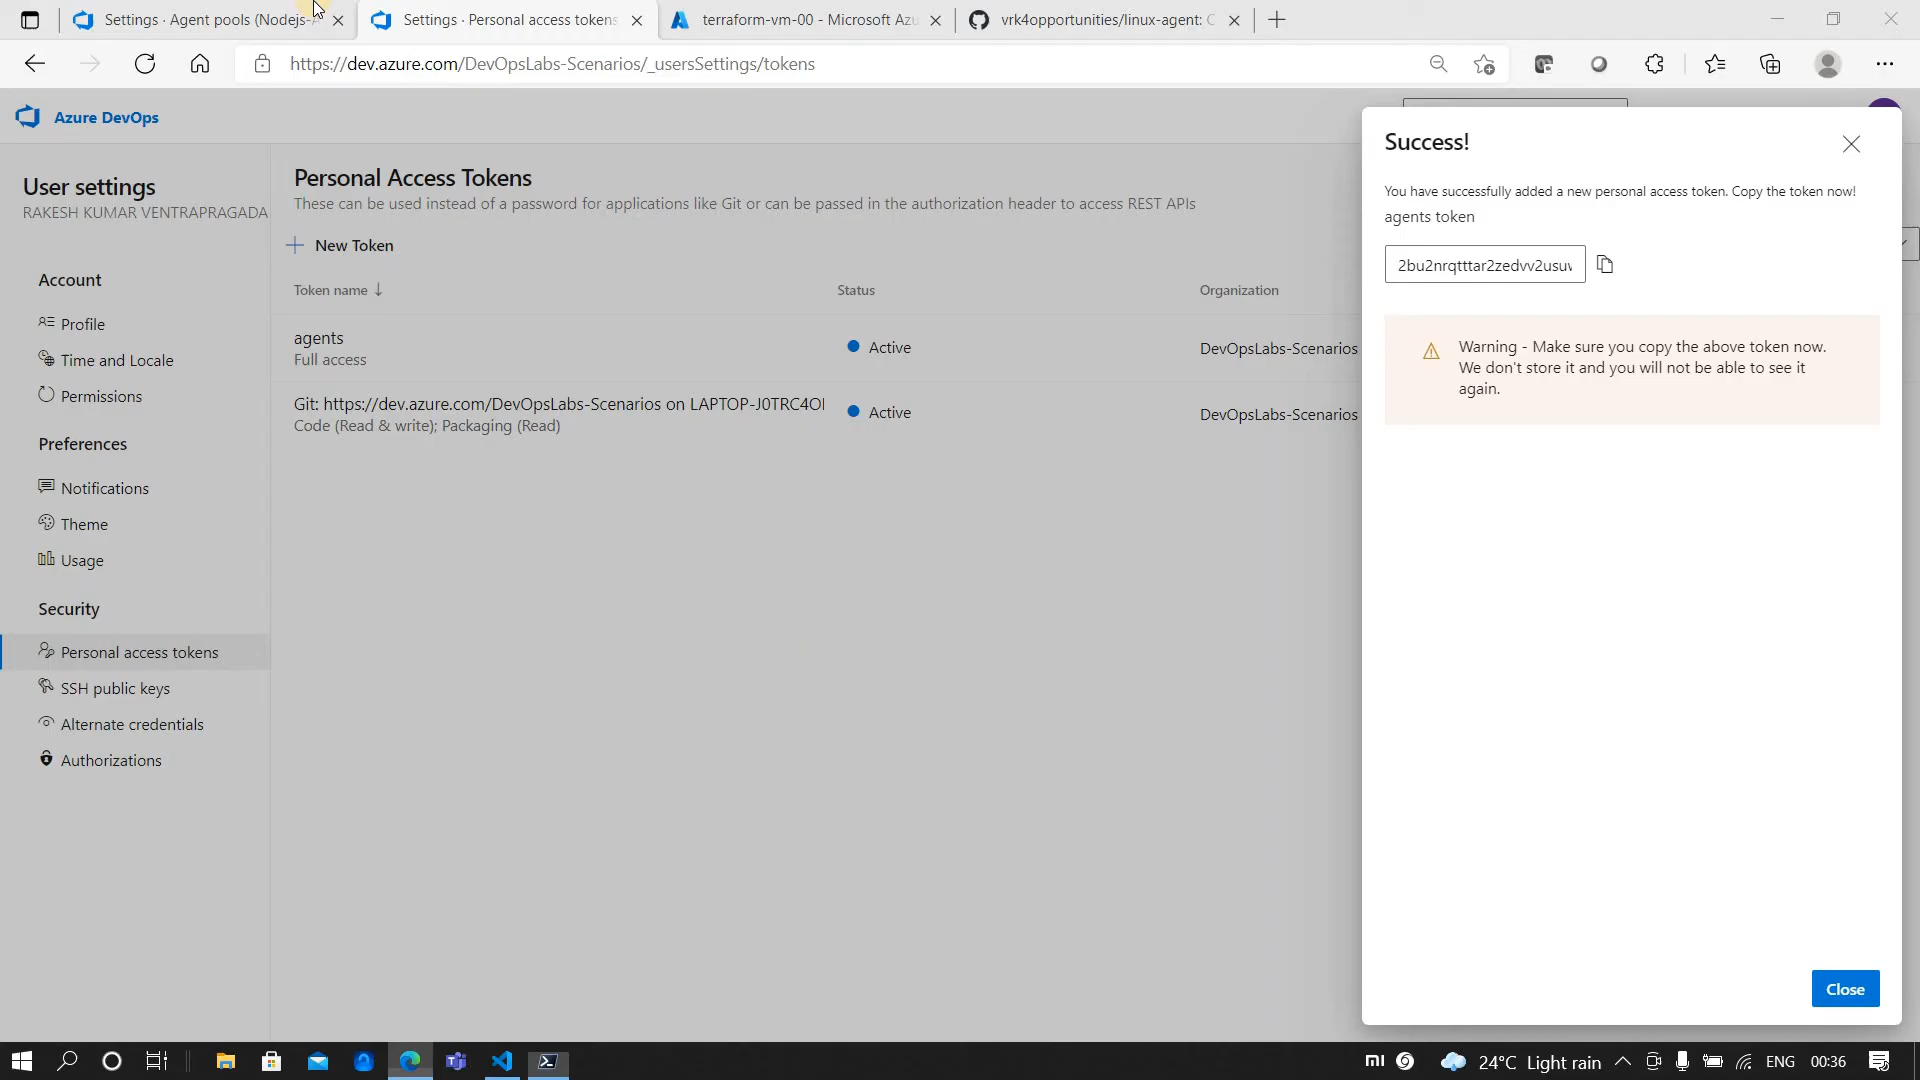 Settings · Agent pools (Nodejs-
Settings · Personal access tokens
terraform-vm-00 - Microsoft Azu
vrk4opportunities/linux-agent: C
https://dev.azure.com/DevOpsLabs-Scenarios/_usersSettings/tokens
Azure DevOps
User settings
RAKESH KUMAR VENTRAPRAGADA
Account
Profile
Time and Locale
Permissions
Preferences
Notifications
Theme
Usage
Security
Personal access tokens
SSH public keys
Alternate credentials
Authorizations
Personal Access Tokens
These can be used instead of a password for applications like Git or can be passed in the authorization header to access REST APIs
New Token
Token name
Status
Organization
agents
Full access
Active
DevOpsLabs-Scenarios
Git: https://dev.azure.com/DevOpsLabs-Scenarios on LAPTOP-J0TRC4OI
Code (Read & write); Packaging (Read)
Active
DevOpsLabs-Scenarios
Success!
You have successfully added a new personal access token. Copy the token now!
agents token
2bu2nrqtttar2zedvv2usuv
Warning - Make sure you copy the above token now.
We don't store it and you will not be able to see it
again.
Close
24°C Light rain
ENG
00:36